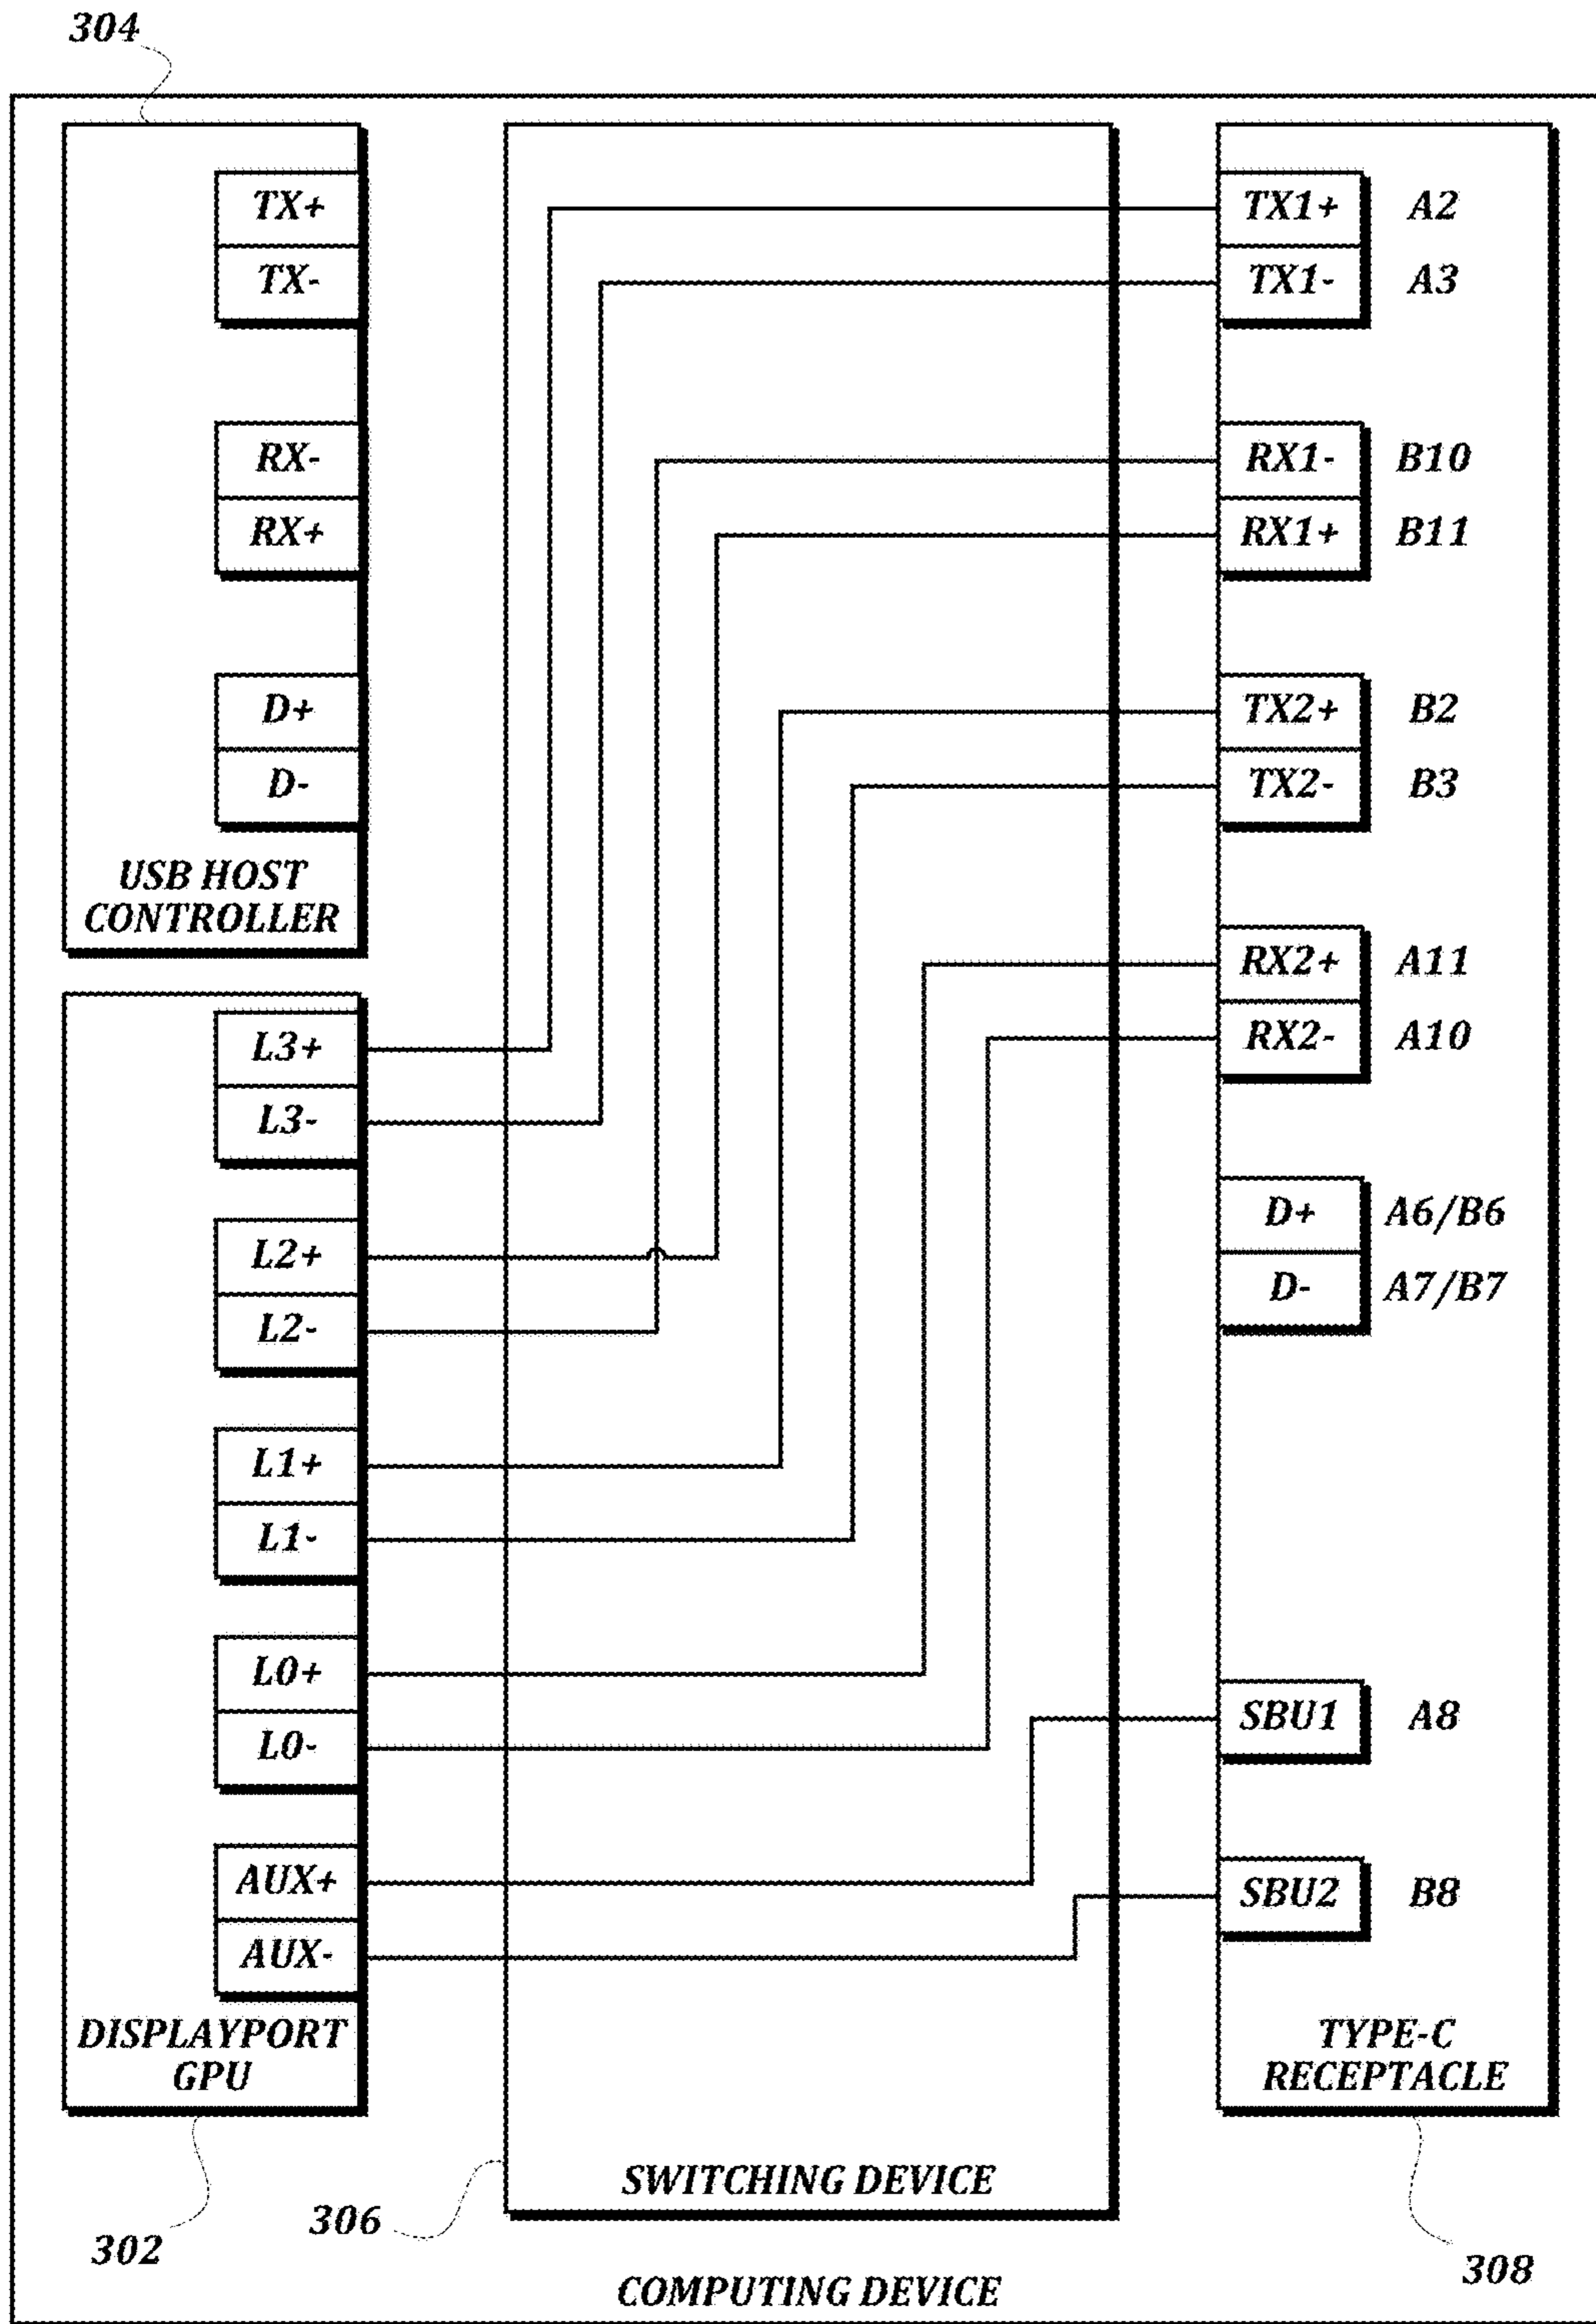 304
TX+
TX-
RX-
RX+
D+
D-
USB HOST
CONTROLLER
L3+
L3-
L2+
L2-
L1+
L1-
L0+
L0-
AUX+
AUX-
DISPLAYPORT
GPU
302
306
SWITCHING DEVICE
TX1+ A2
TX1- A3
RX1- B10
RX1+ B11
TX2+ B2
TX2- B3
RX2+ A11
RX2- A10
D+ A6/B6
D- A7/B7
SBU1 A8
SBU2 B8
TYPE-C
RECEPTACLE
308
COMPUTING DEVICE